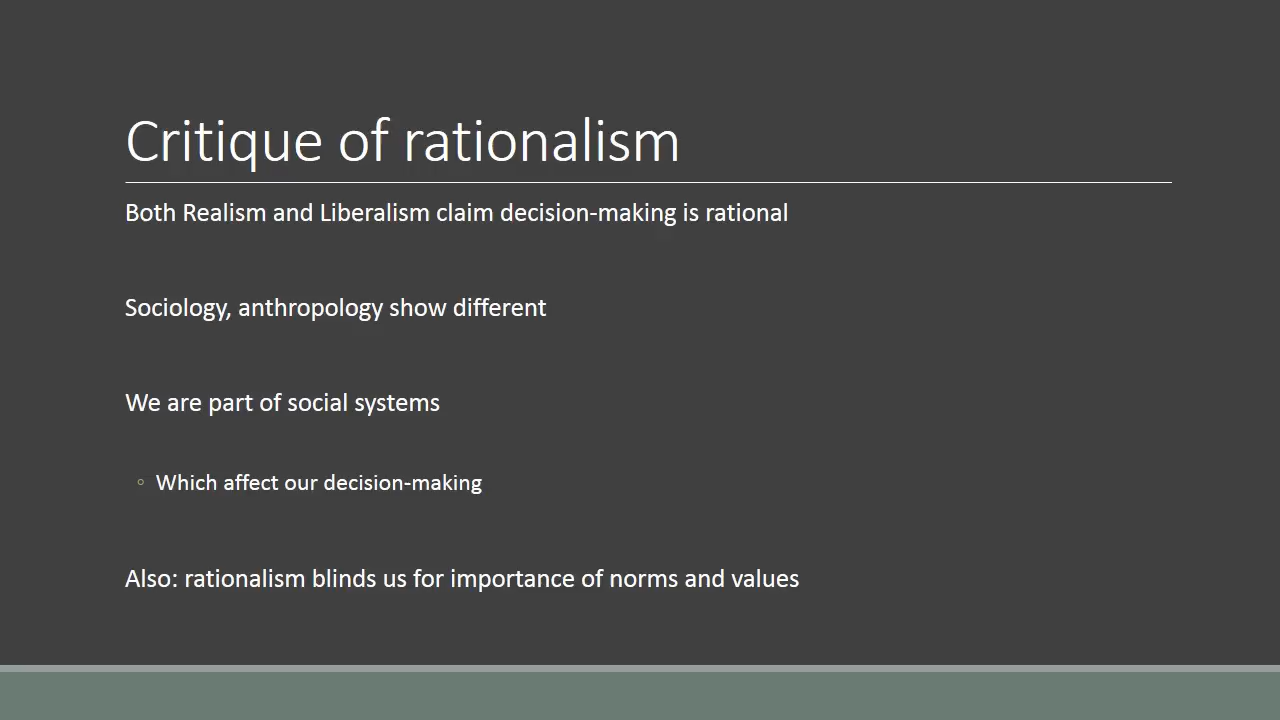 Critique of rationalism
Both Realism and Liberalism claim decision-making is rational
Sociology, anthropology show different
We are part of social systems
◦ Which affect our decision-making
Also: rationalism blinds us for importance of norms and values